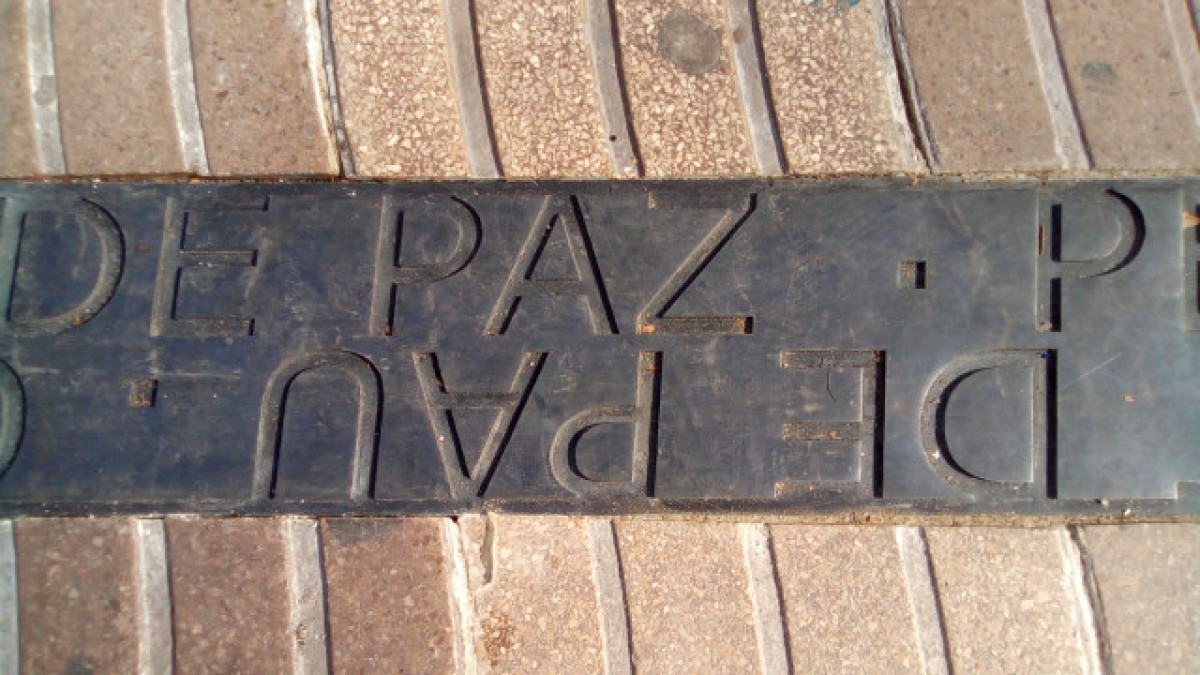 DE PAZ ·
DE PAU ·